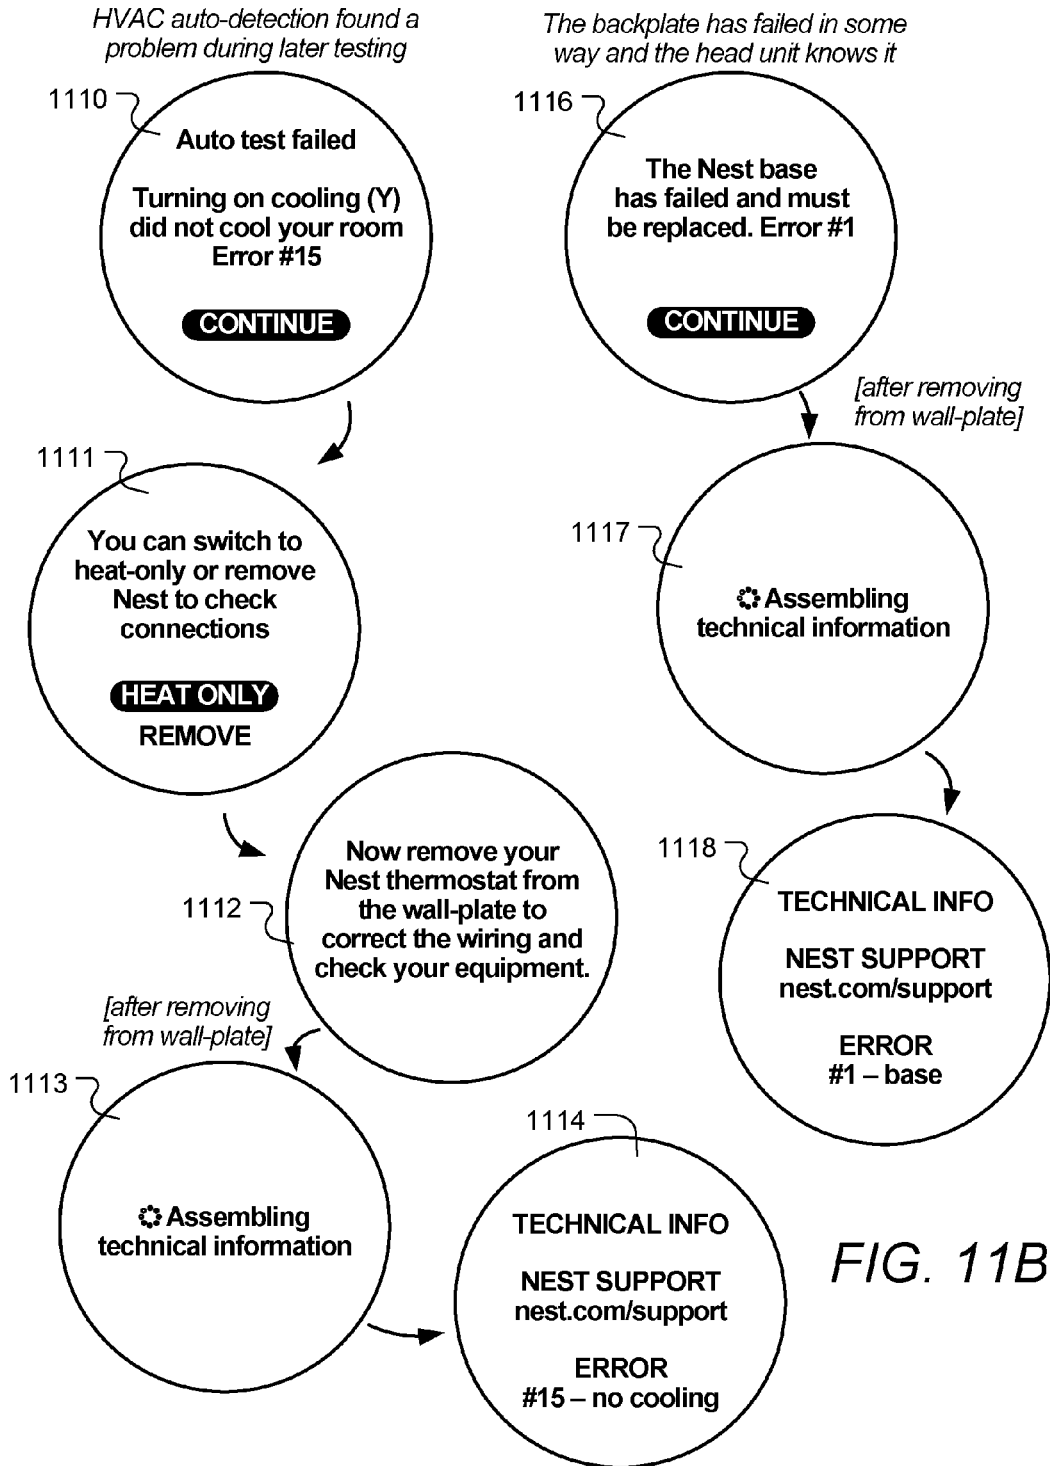 HVAC auto-detection found a
problem during later testing
1110
Auto test failed
Turning on cooling (Y)
did not cool your room
Error #15
CONTINUE
1111
You can switch to
heat-only or remove
Nest to check
connections
HEAT ONLY
REMOVE
1112
Now remove your
Nest thermostat from
the wall-plate to
correct the wiring and
check your equipment.
[after removing
from wall-plate]
1113
Assembling
technical information
1114
TECHNICAL INFO
NEST SUPPORT
nest.com/support
ERROR
#15 – no cooling
The backplate has failed in some
way and the head unit knows it
1116
The Nest base
has failed and must
be replaced. Error #1
CONTINUE
[after removing
from wall-plate]
1117
Assembling
technical information
1118
TECHNICAL INFO
NEST SUPPORT
nest.com/support
ERROR
#1 – base
FIG. 11B